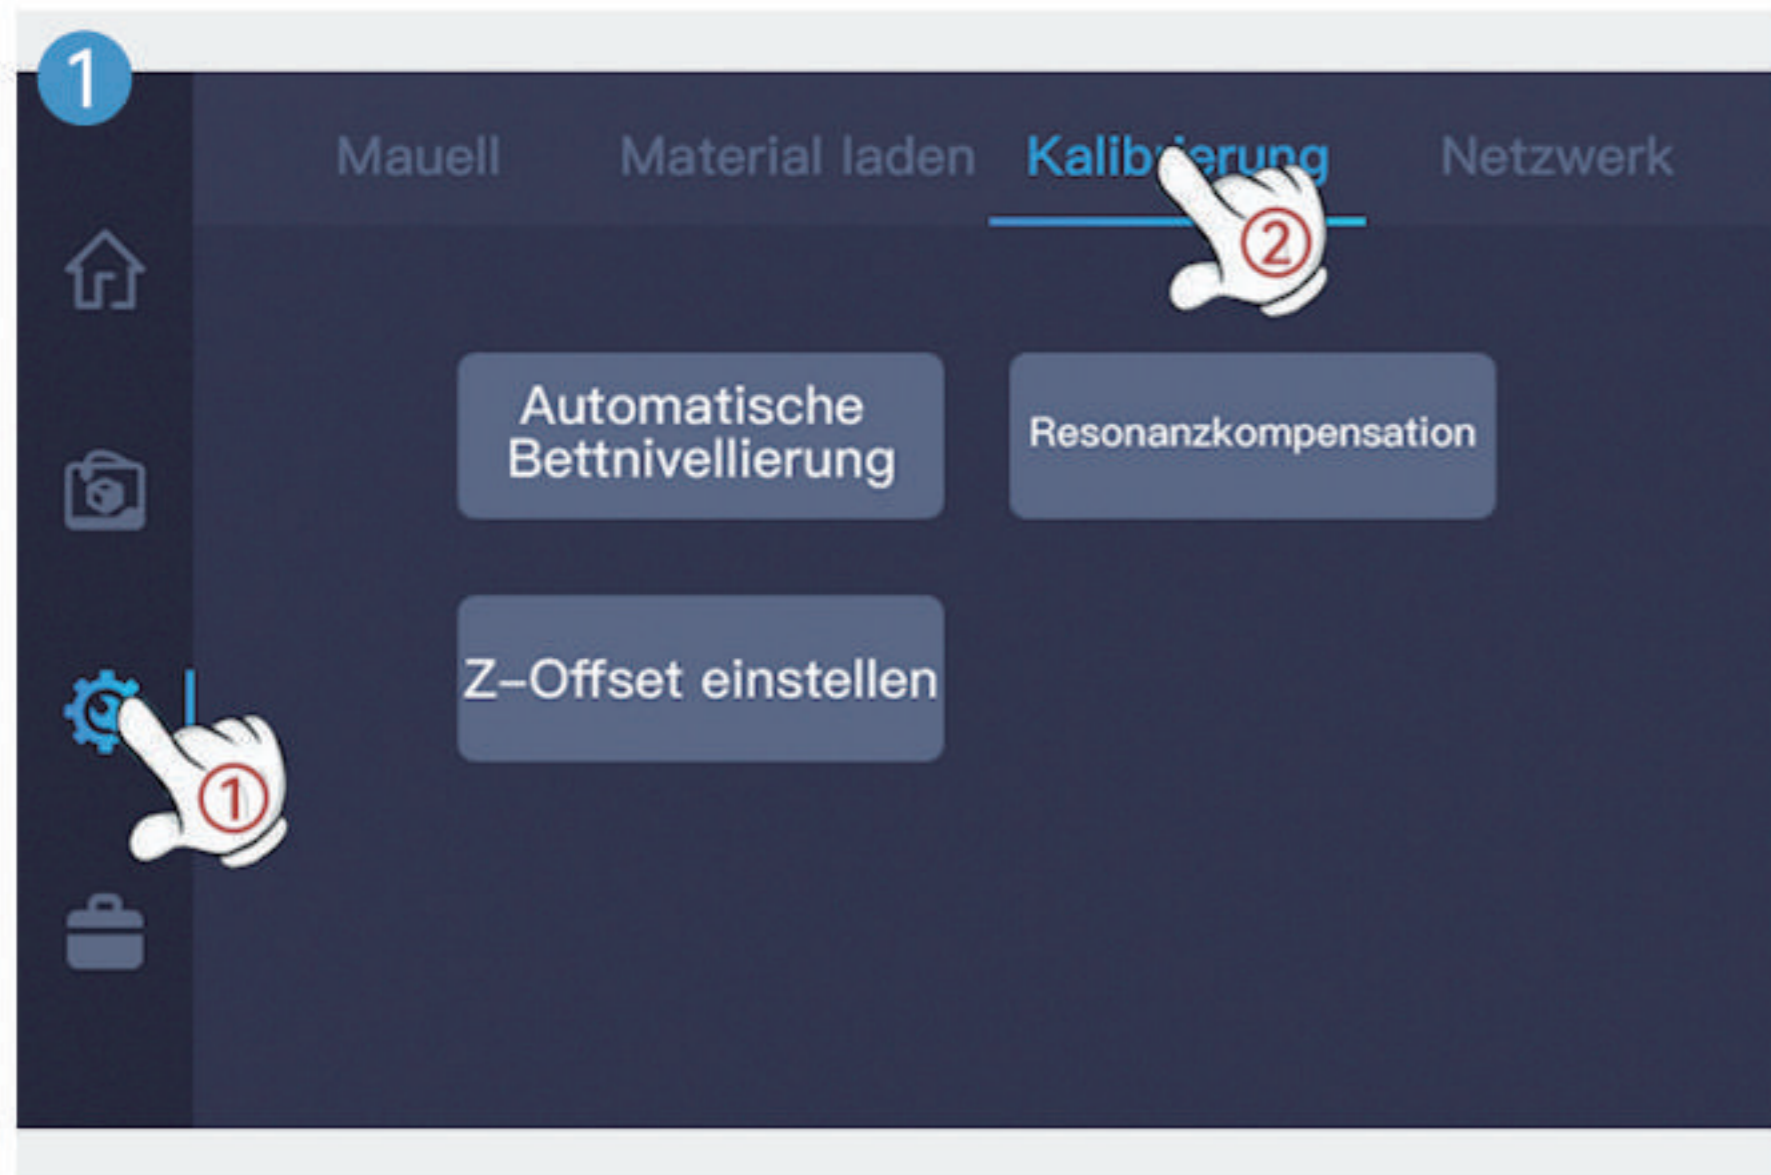 1
Mauell Material laden Kalibrierung Netzwerk
②
Automatische
Bettnivellierung
Resonanzkompensation
Z-Offset einstellen
①